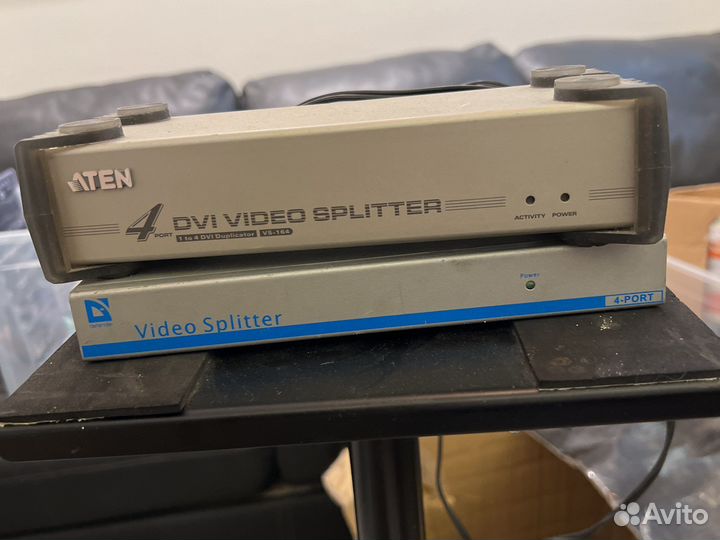 ATEN
4 PORT DVI VIDEO SPLITTER
1 to 4 DVI Duplicator VS-164
ACTIVITY POWER
Power
Video Splitter
4-PORT
Avito